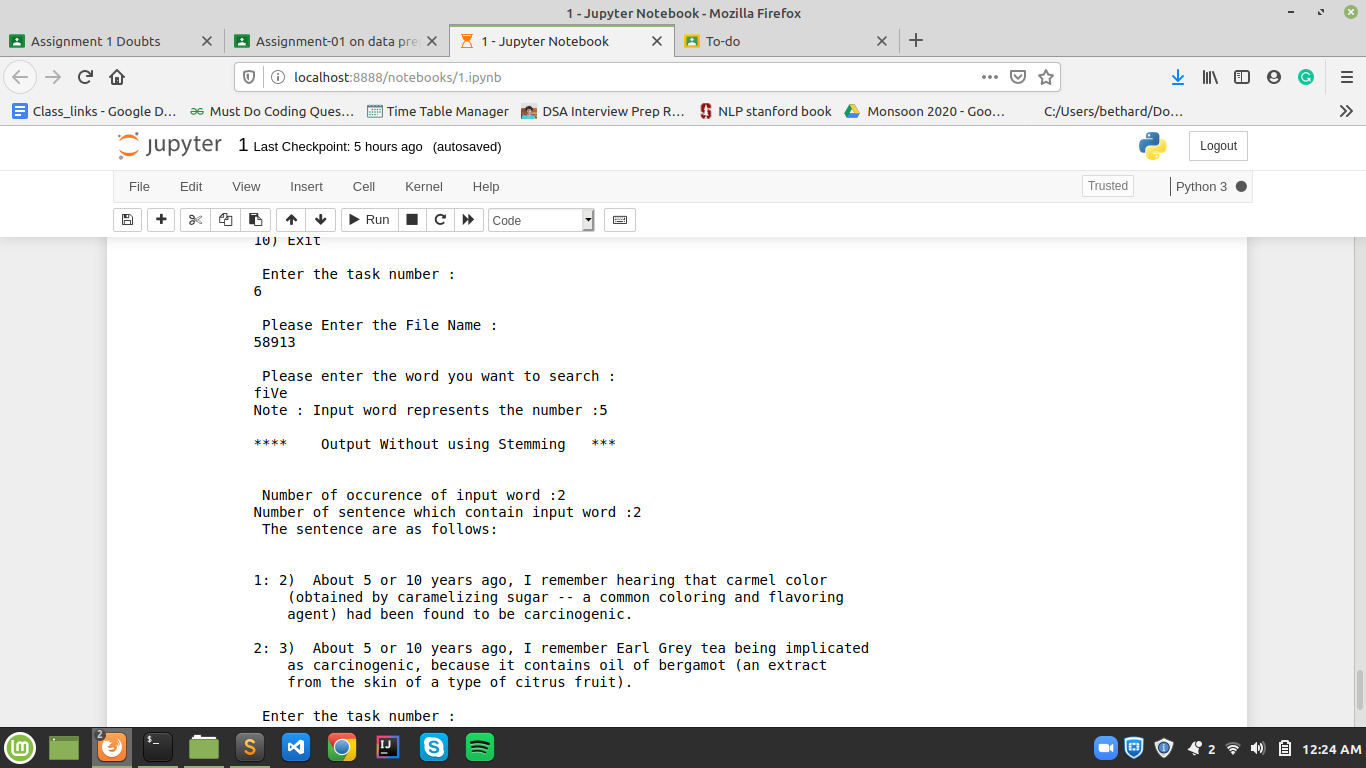 1 - Jupyter Notebook - Mozilla Firefox
Assignment 1 Doubts
Assignment-01 on data pre
1 - Jupyter Notebook
To-do
localhost:8888/notebooks/1.ipynb
Class_links - Google D…
Must Do Coding Ques…
Time Table Manager
DSA Interview Prep R…
NLP stanford book
Monsoon 2020 - Goo…
C:/Users/bethard/Do…
jupyter 1 Last Checkpoint: 5 hours ago (autosaved)
Logout
File Edit View Insert Cell Kernel Help
Trusted
Python 3
Run
Code
10) Exit
Enter the task number :
6
Please Enter the File Name :
58913
Please enter the word you want to search :
fiVe
Note : Input word represents the number :5
**** Output Without using Stemming ***
Number of occurence of input word :2
Number of sentence which contain input word :2
The sentence are as follows:
1: 2) About 5 or 10 years ago, I remember hearing that carmel color
(obtained by caramelizing sugar -- a common coloring and flavoring
agent) had been found to be carcinogenic.
2: 3) About 5 or 10 years ago, I remember Earl Grey tea being implicated
as carcinogenic, because it contains oil of bergamot (an extract
from the skin of a type of citrus fruit).
Enter the task number :
2
$_
S
IJ
2
12:24 AM